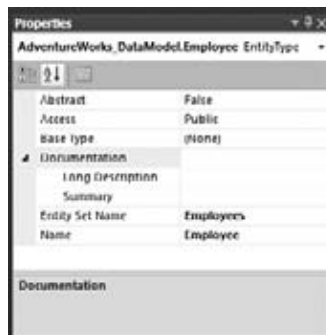 Properties
AdventureWorks_DataModel.Employee EntityType
Abstract False
Access Public
Base Type (None)
Documentation
Long Description
Summary
Entity Set Name Employees
Name Employee
Documentation